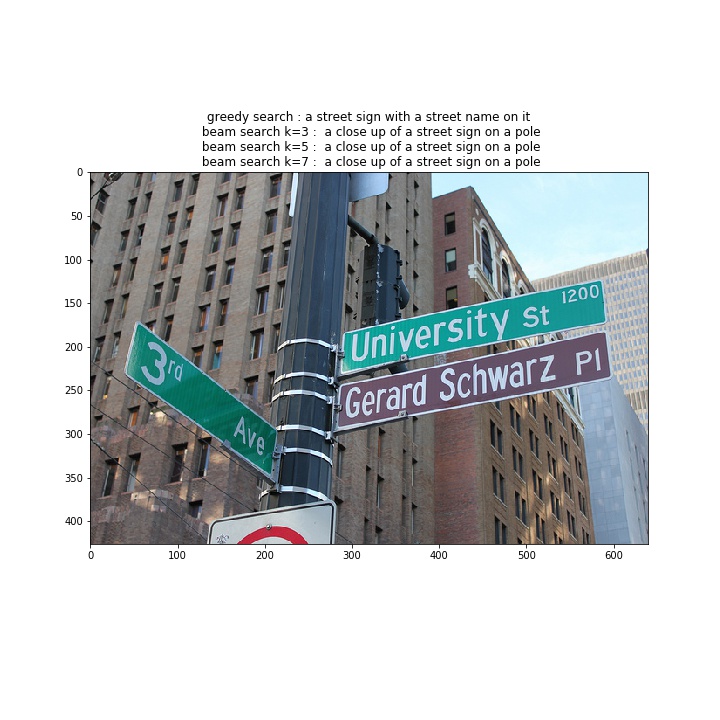 greedy search : a street sign with a street name on it
beam search k=3 :  a close up of a street sign on a pole
beam search k=5 :  a close up of a street sign on a pole
beam search k=7 :  a close up of a street sign on a pole
0
50
100
150
200
250
300
350
400
University St 1200
Gerard Schwarz Pl
3rd Ave
0 100 200 300 400 500 600